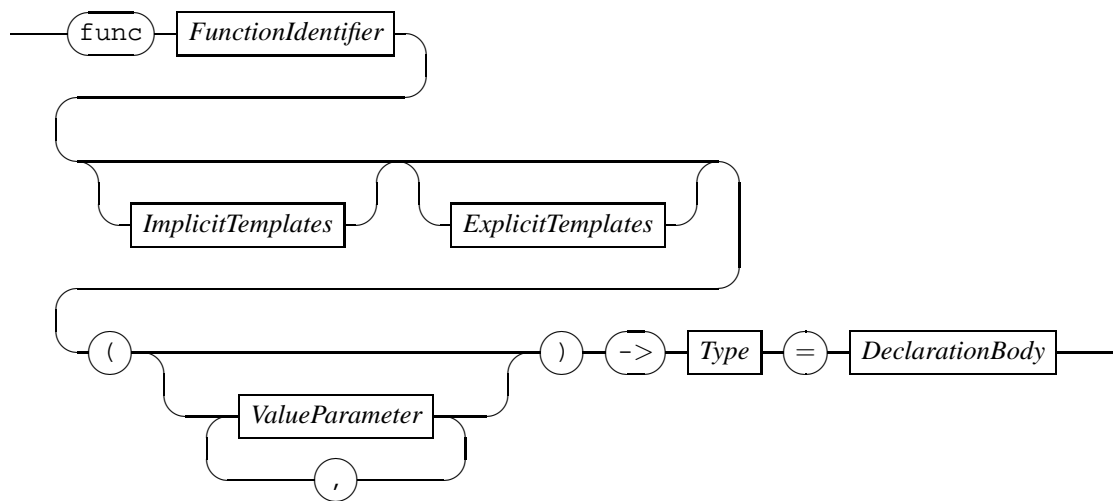 func FunctionIdentifier
ImplicitTemplates ExplicitTemplates
( ) -> Type = DeclarationBody
ValueParameter
,